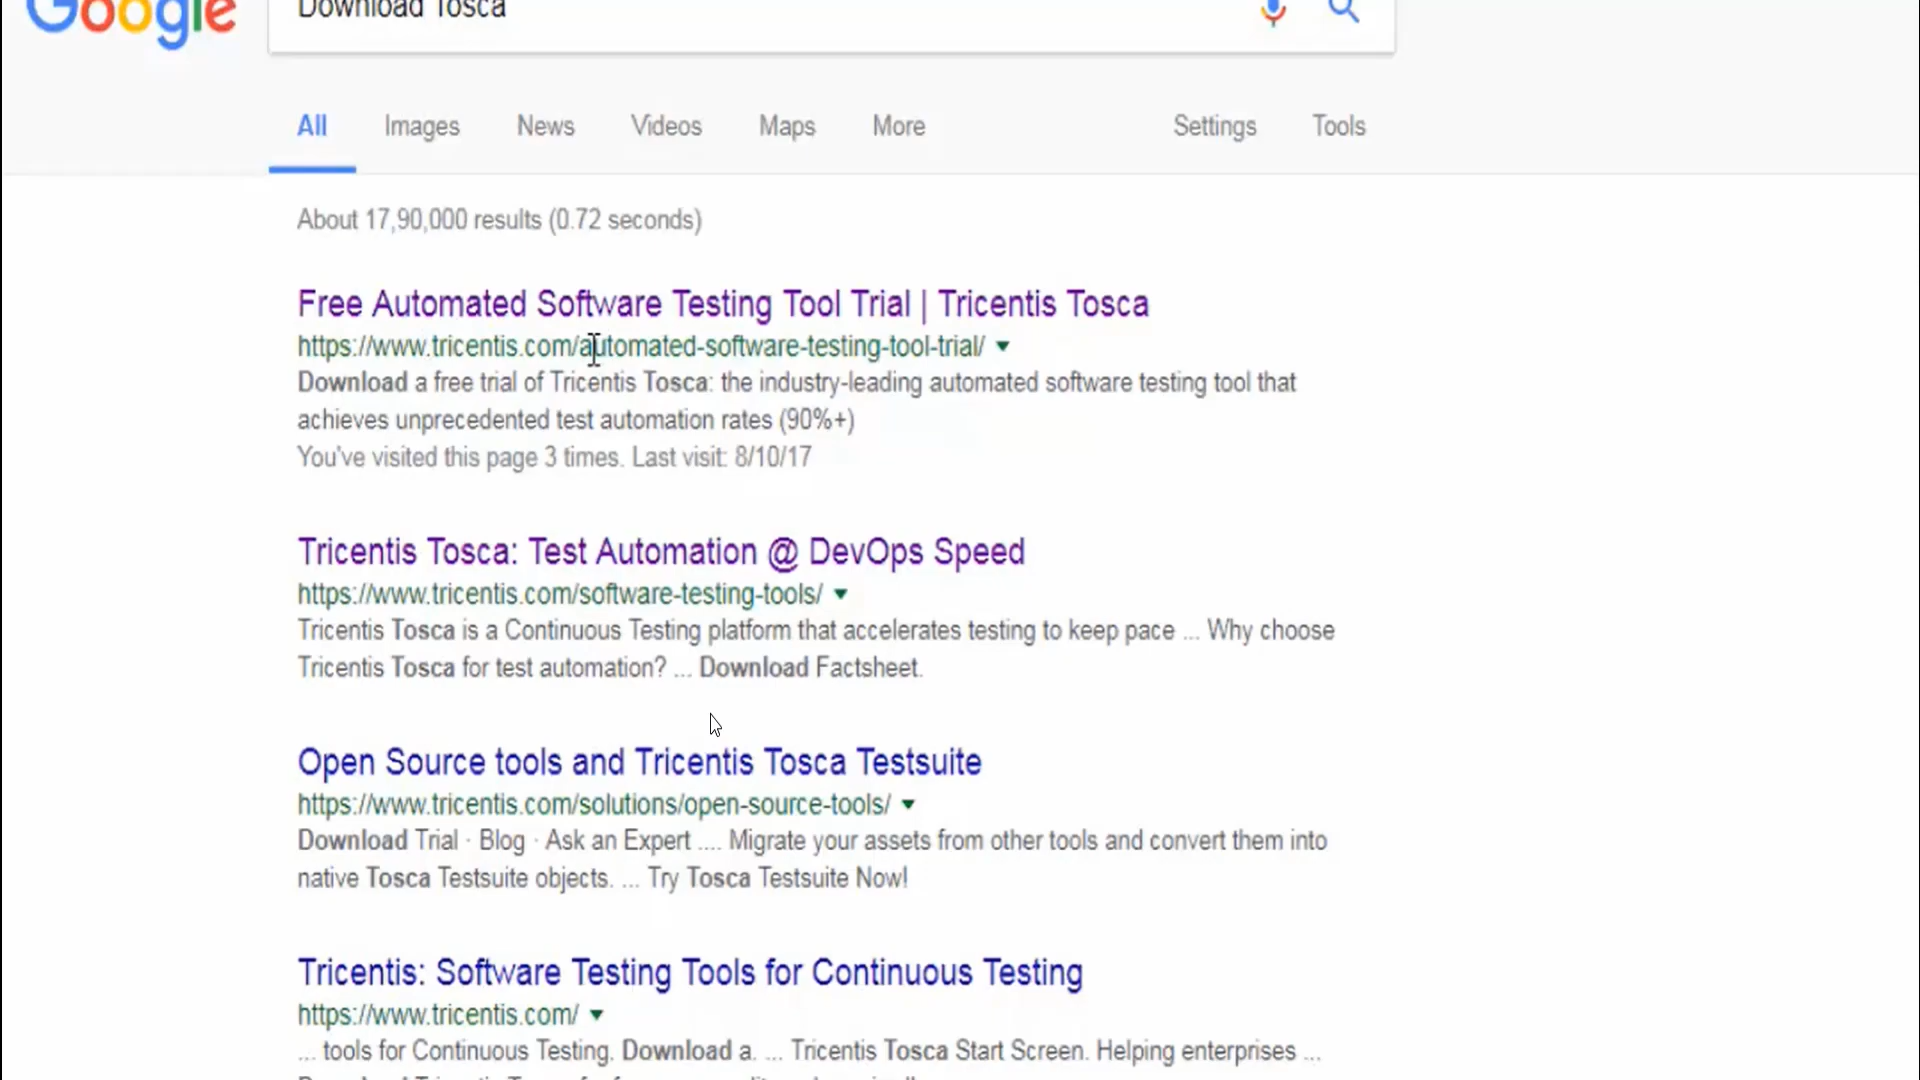 Google
Download Tosca
All Images News Videos Maps More Settings Tools
About 17,90,000 results (0.72 seconds)
Free Automated Software Testing Tool Trial | Tricentis Tosca
https://www.tricentis.com/automated-software-testing-tool-trial/
Download a free trial of Tricentis Tosca: the industry-leading automated software testing tool that
achieves unprecedented test automation rates (90%+)
You've visited this page 3 times. Last visit: 8/10/17
Tricentis Tosca: Test Automation @ DevOps Speed
https://www.tricentis.com/software-testing-tools/
Tricentis Tosca is a Continuous Testing platform that accelerates testing to keep pace ... Why choose
Tricentis Tosca for test automation? ... Download Factsheet.
Open Source tools and Tricentis Tosca Testsuite
https://www.tricentis.com/solutions/open-source-tools/
Download Trial · Blog · Ask an Expert .... Migrate your assets from other tools and convert them into
native Tosca Testsuite objects. ... Try Tosca Testsuite Now!
Tricentis: Software Testing Tools for Continuous Testing
https://www.tricentis.com/
... tools for Continuous Testing. Download a. ... Tricentis Tosca Start Screen. Helping enterprises ...